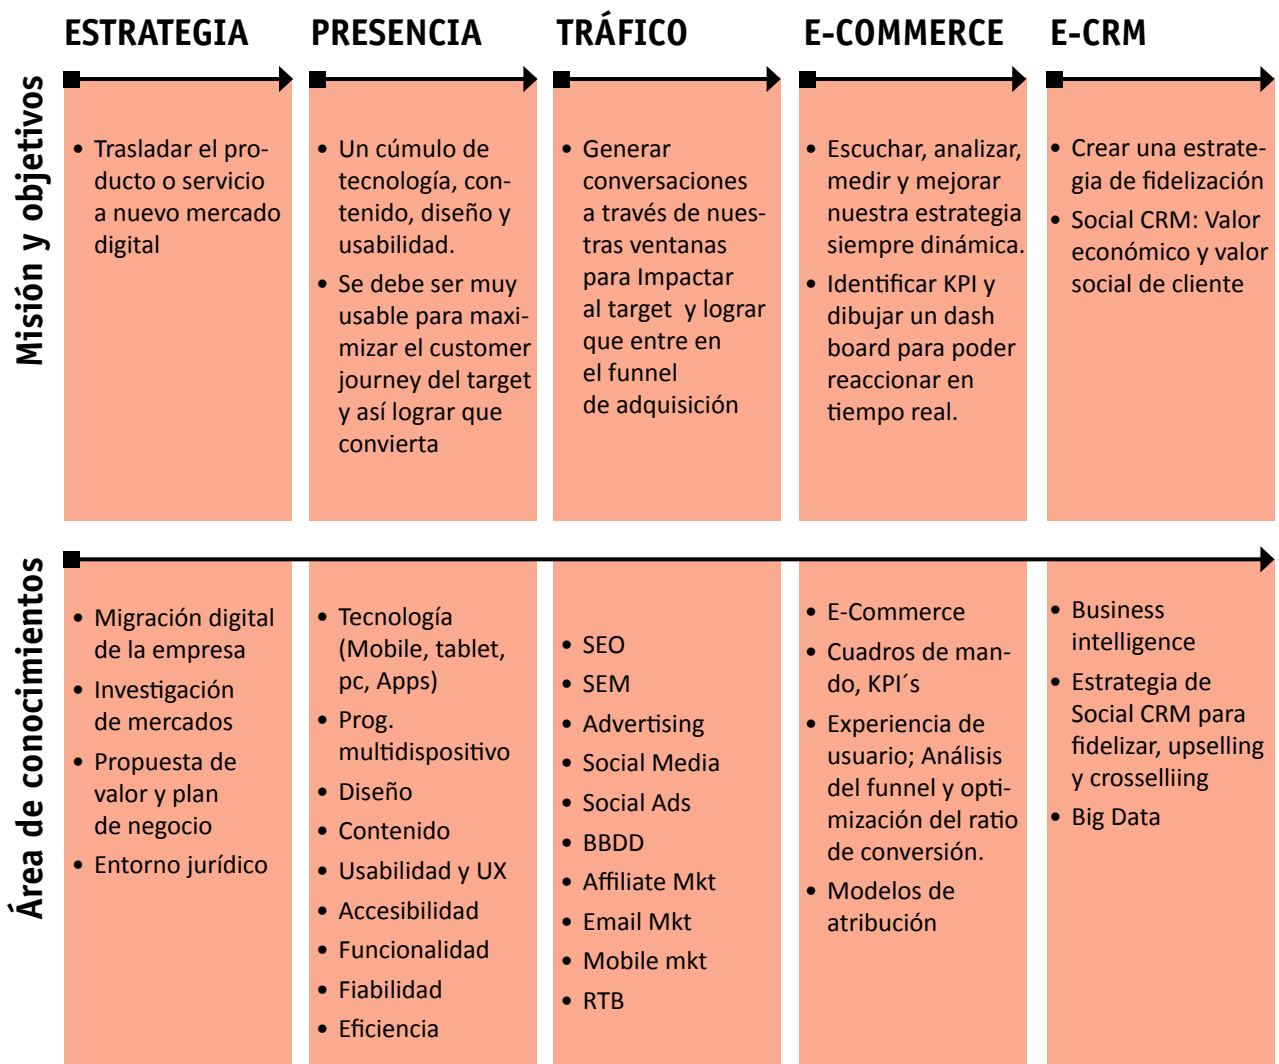 ESTRATEGIA
PRESENCIA
TRÁFICO
E-COMMERCE
E-CRM
Misión y objetivos
• Trasladar el pro-
ducto o servicio
a nuevo mercado
digital
• Un cúmulo de
tecnología, con-
tenido, diseño y
usabilidad.
• Se debe ser muy
usable para maxi-
mizar el customer
journey del target
y así lograr que
convierta
• Generar
conversaciones
a través de nues-
tras ventanas
para Impactar
al target y lograr
que entre en
el funnel
de adquisición
• Escuchar, analizar,
medir y mejorar
nuestra estrategia
siempre dinámica.
• Identificar KPI y
dibujar un dash
board para poder
reaccionar en
tiempo real.
• Crear una estrate-
gia de fidelización
• Social CRM: Valor
económico y valor
social de cliente
Área de conocimientos
• Migración digital
de la empresa
• Investigación
de mercados
• Propuesta de
valor y plan
de negocio
• Entorno jurídico
• Tecnología
(Mobile, tablet,
pc, Apps)
• Prog.
multidispositivo
• Diseño
• Contenido
• Usabilidad y UX
• Accesibilidad
• Funcionalidad
• Fiabilidad
• Eficiencia
• SEO
• SEM
• Advertising
• Social Media
• Social Ads
• BBDD
• Affiliate Mkt
• Email Mkt
• Mobile mkt
• RTB
• E-Commerce
• Cuadros de man-
do, KPI´s
• Experiencia de
usuario; Análisis
del funnel y opti-
mización del ratio
de conversión.
• Modelos de
atribución
• Business
intelligence
• Estrategia de
Social CRM para
fidelizar, upselling
y crosselliing
• Big Data